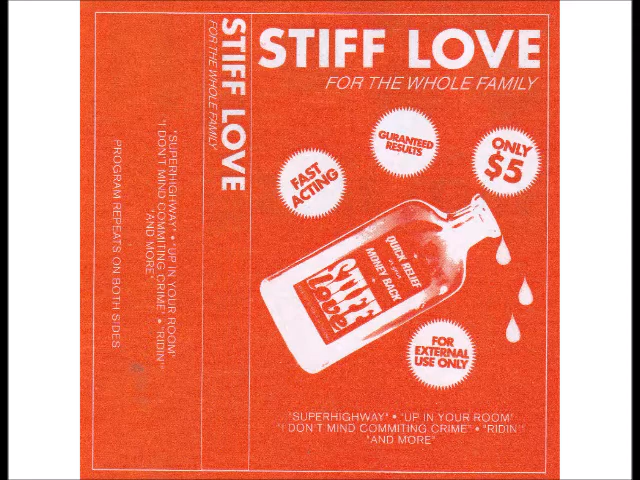 "SUPERHIGHWAY" • "UP IN YOUR ROOM"
"I DON'T MIND COMMITING CRIME" • "RIDIN'"
"AND MORE"
PROGRAM REPEATS ON BOTH SIDES
STIFF LOVE
FOR THE WHOLE FAMILY
STIFF LOVE
FOR THE WHOLE FAMILY
FAST
ACTING
GURANTEED
RESULTS
ONLY
$5
QUICK RELIEF
MONEY BACK
STIFF
Love
FOR
EXTERNAL
USE ONLY
"SUPERHIGHWAY" • "UP IN YOUR ROOM"
"I DON'T MIND COMMITING CRIME" • "RIDIN'"
"AND MORE"